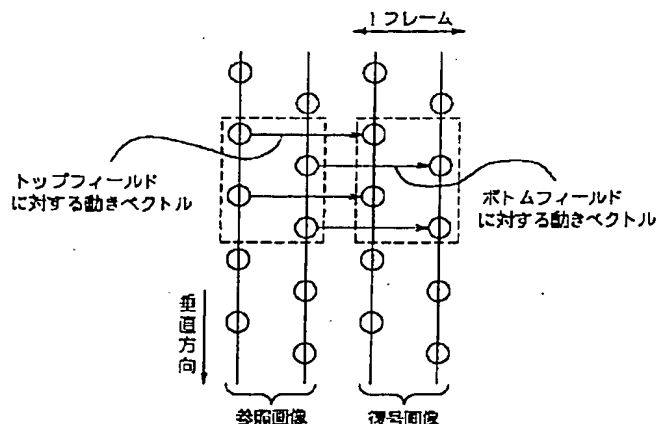 1フレーム
トップフィールド
に対する動きベクトル
ボトムフィールド
に対する動きベクトル
垂直方向
参照画像
復号画像